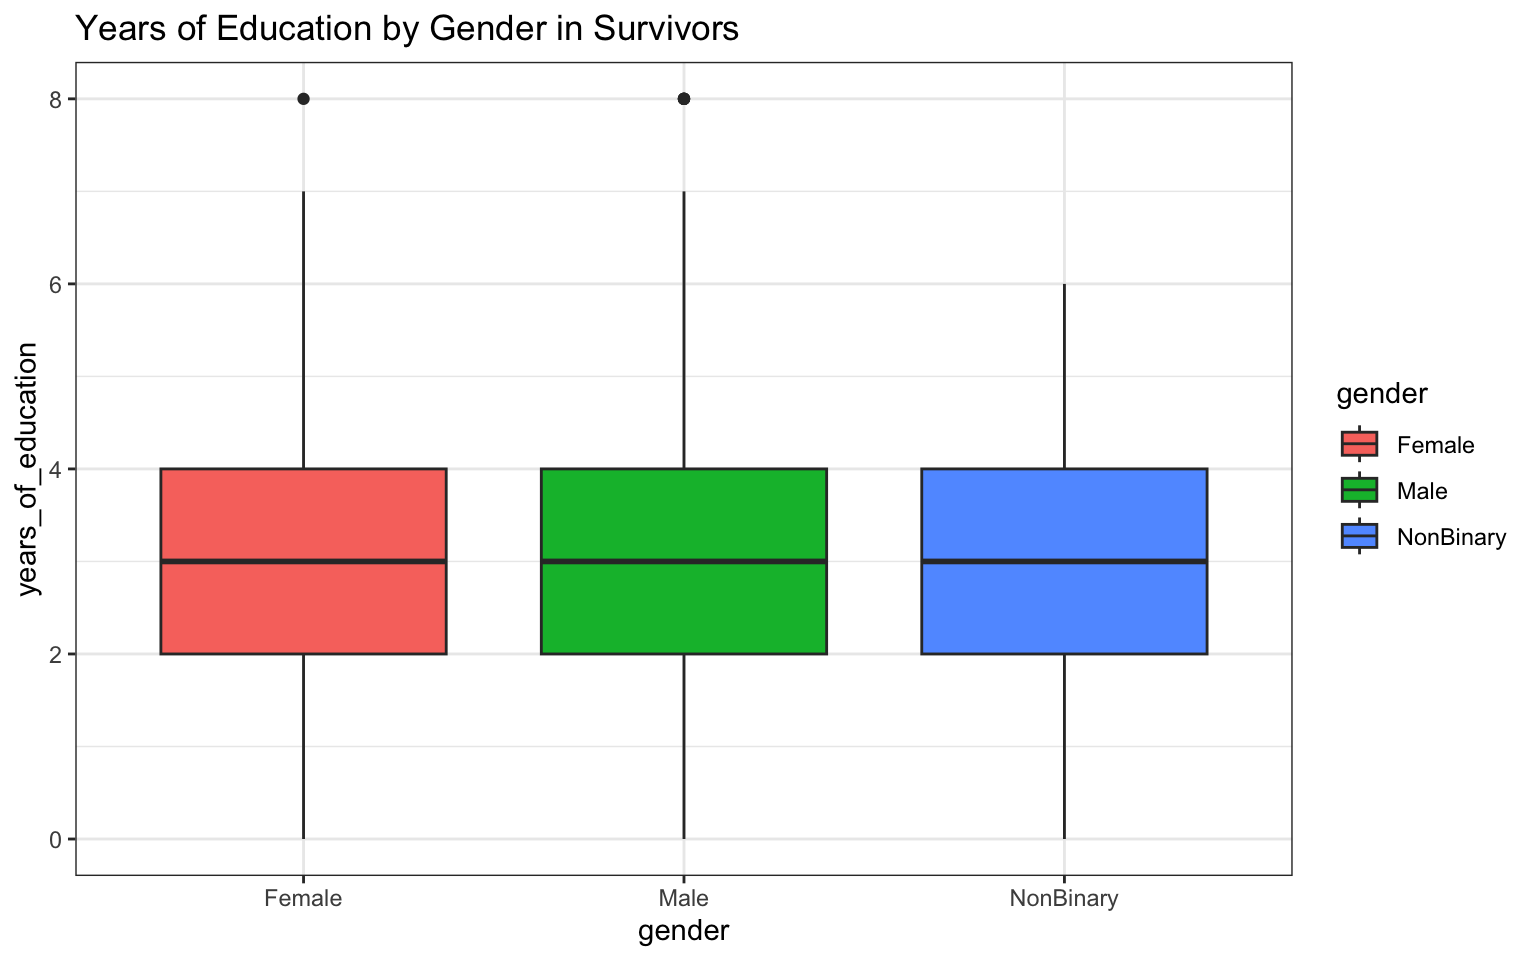 Years of Education by Gender in Survivors
years_of_education
8
6
4
2
0
Female
Male
NonBinary
gender
gender
Female
Male
NonBinary